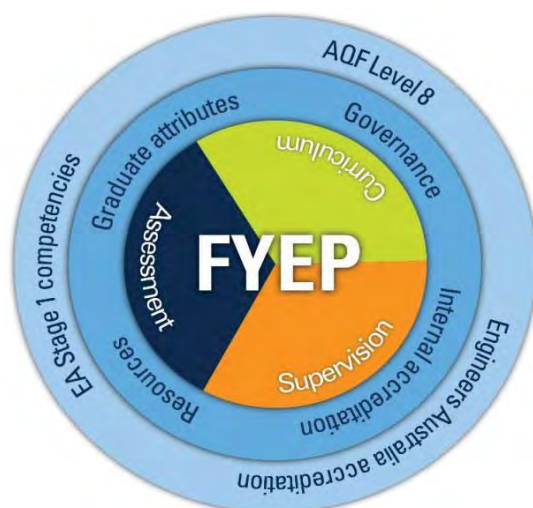 AQF Level 8
Engineers Australia accreditation
EA Stage 1 competencies
Graduate attributes
Governance
Internal accreditation
Resources
Curriculum
Supervision
Assessment
FYEP